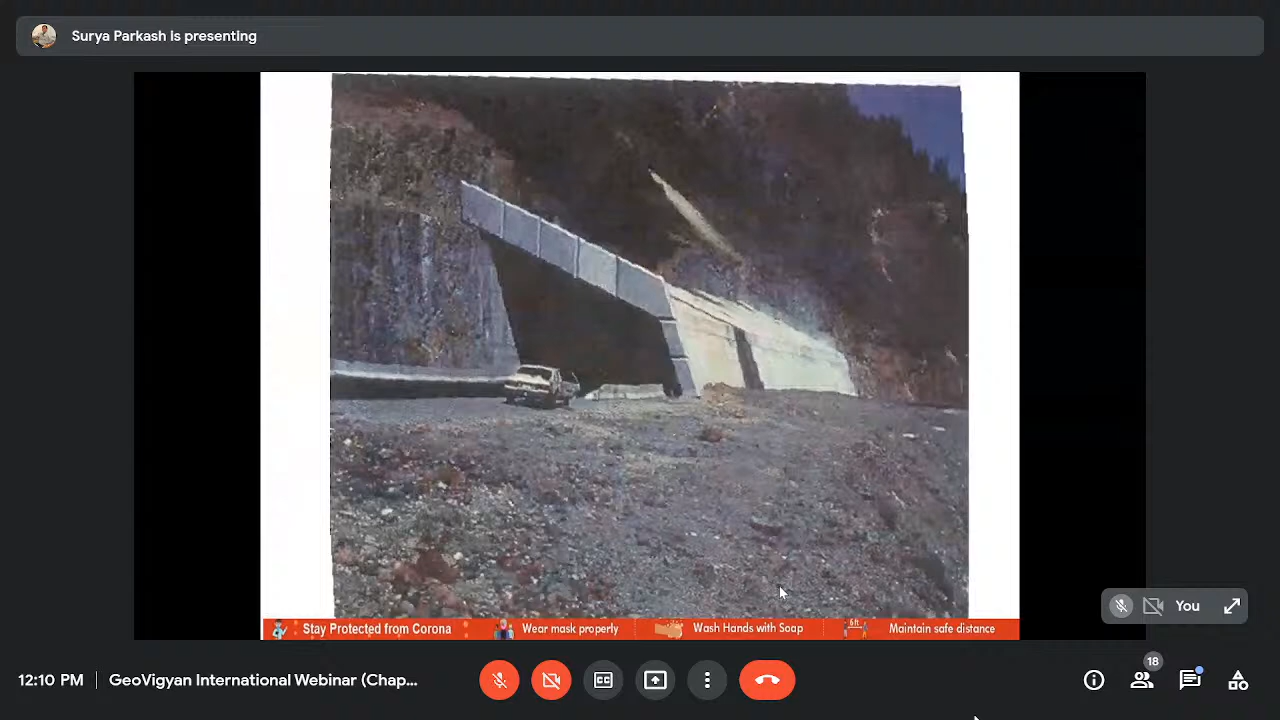 Surya Parkash is presenting
6ft
Stay Protected from Corona Wear mask properly Wash Hands with Soap Maintain safe distance
You
12:10 PM GeoVigyan International Webinar (Chap...
18